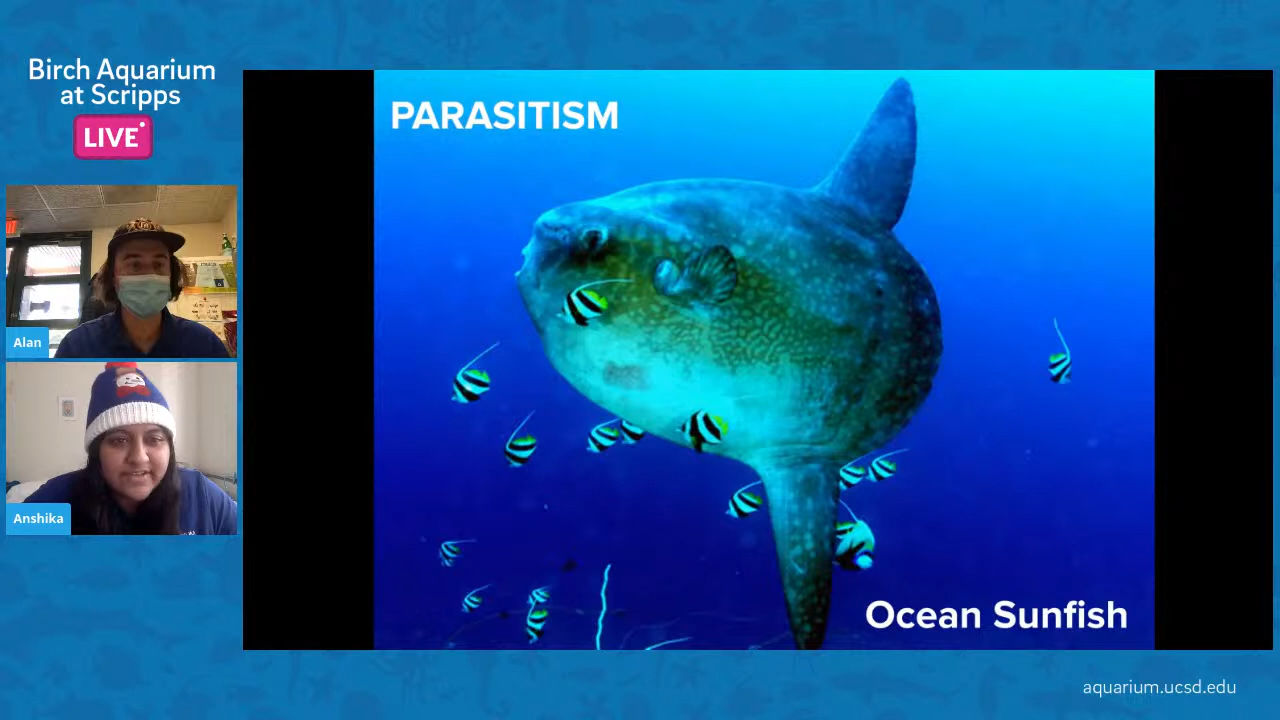 Birch Aquarium
at Scripps
LIVE
PARASITISM
Alan
Anshika
Ocean Sunfish
aquarium.ucsd.edu